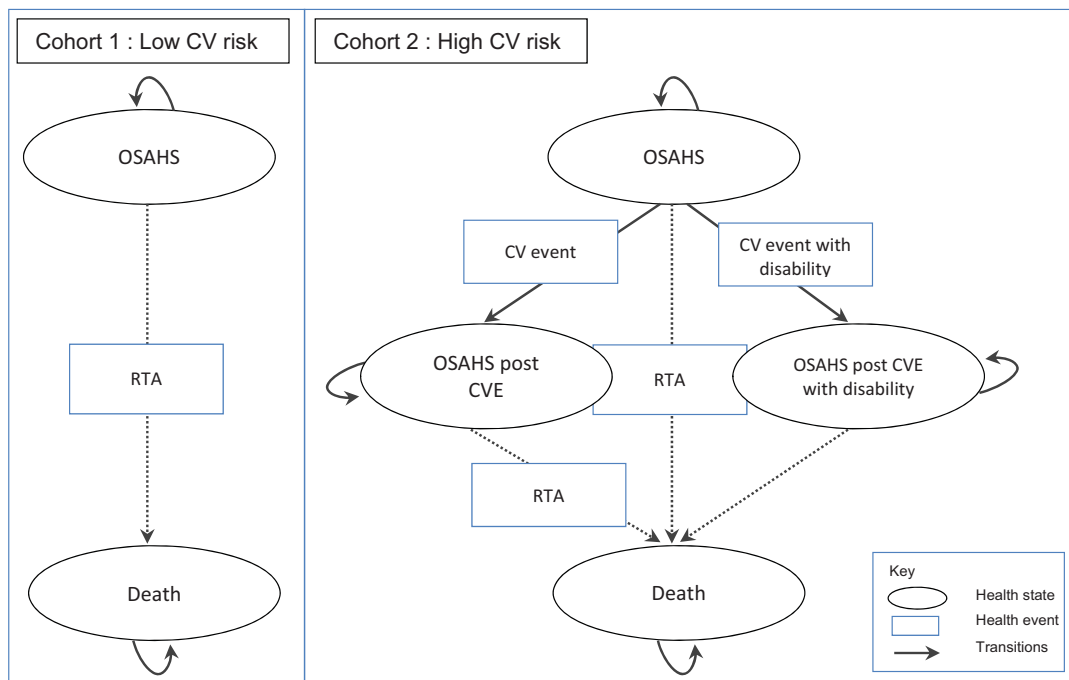 Cohort 1 : Low CV risk
OSAHS
RTA
Death
Cohort 2 : High CV risk
OSAHS
CV event
CV event with
disability
OSAHS post
CVE
RTA
OSAHS post CVE
with disability
RTA
Death
Key
Health state
Health event
Transitions